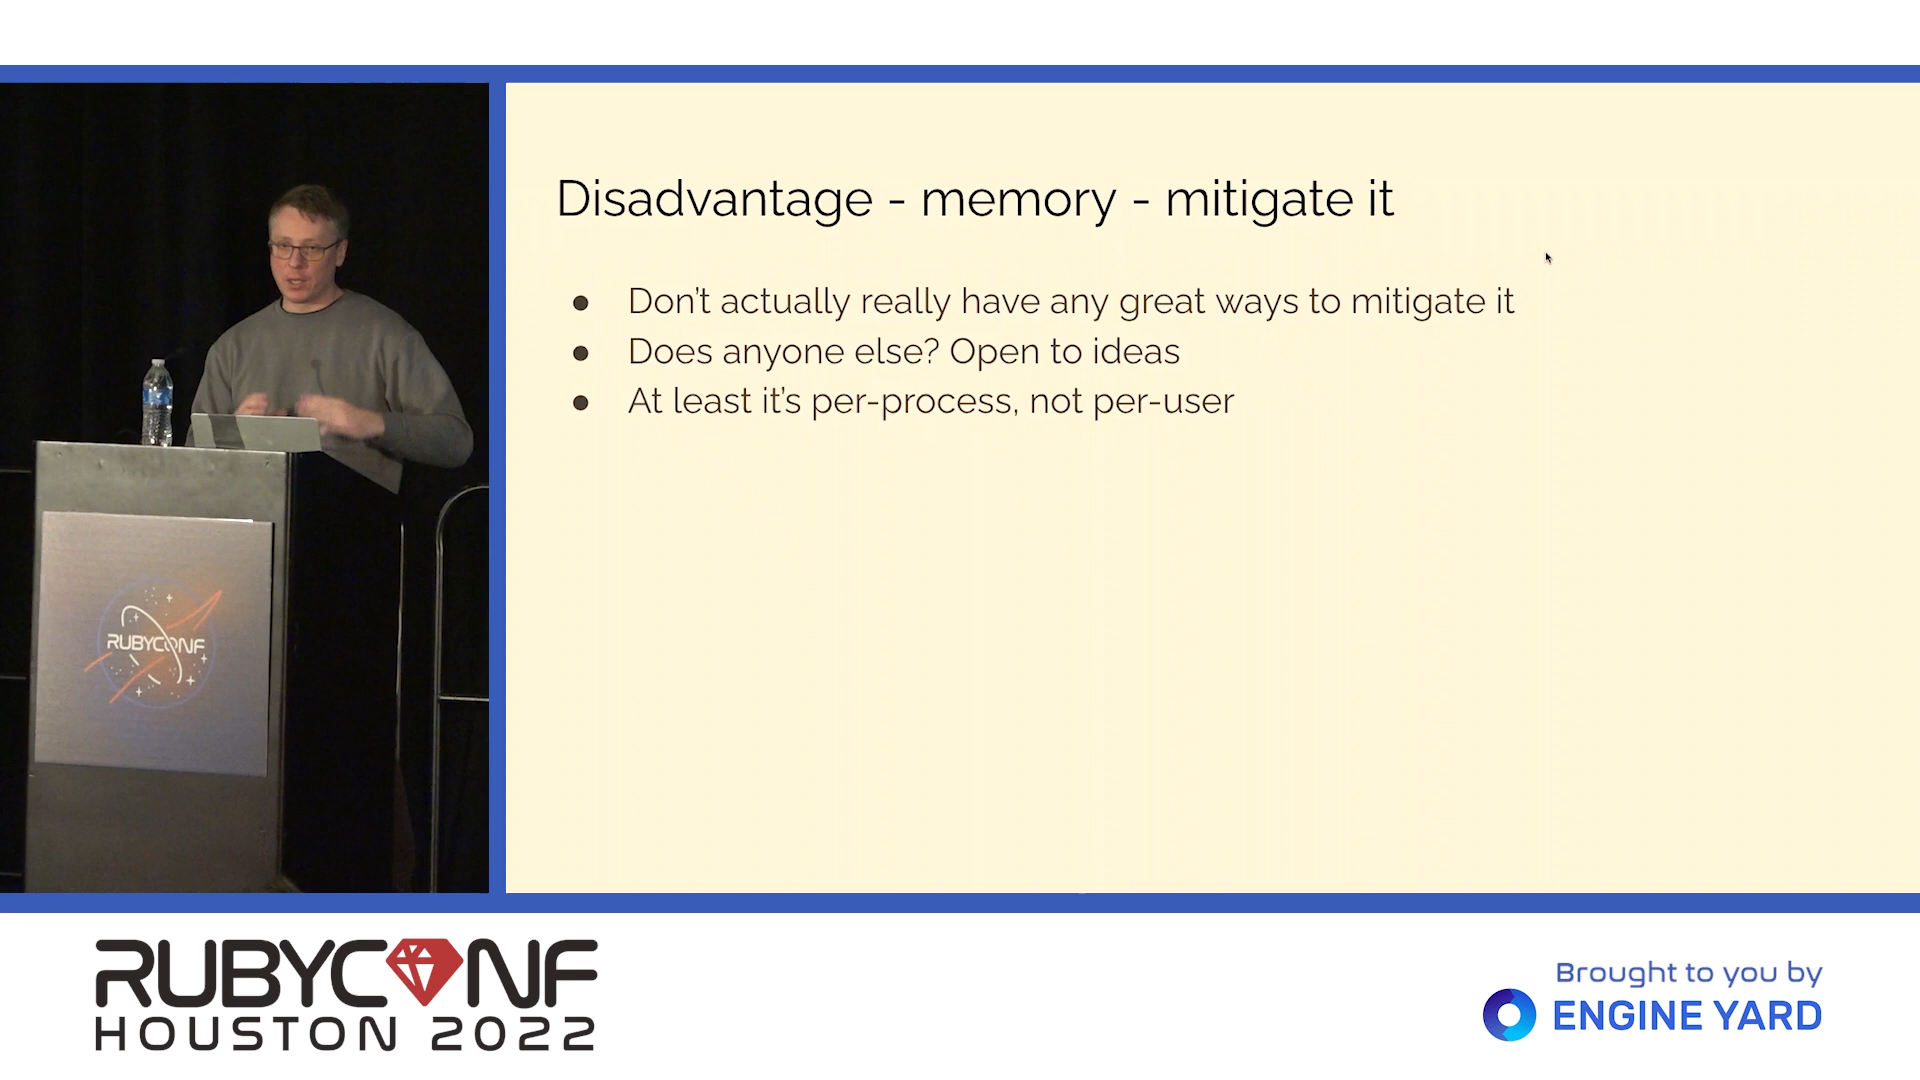 Disadvantage - memory - mitigate it
● Don't actually really have any great ways to mitigate it
● Does anyone else? Open to ideas
● At least it's per-process, not per-user
RUBYCONF
RUBYCONF
HOUSTON 2022
Brought to you by
ENGINE YARD